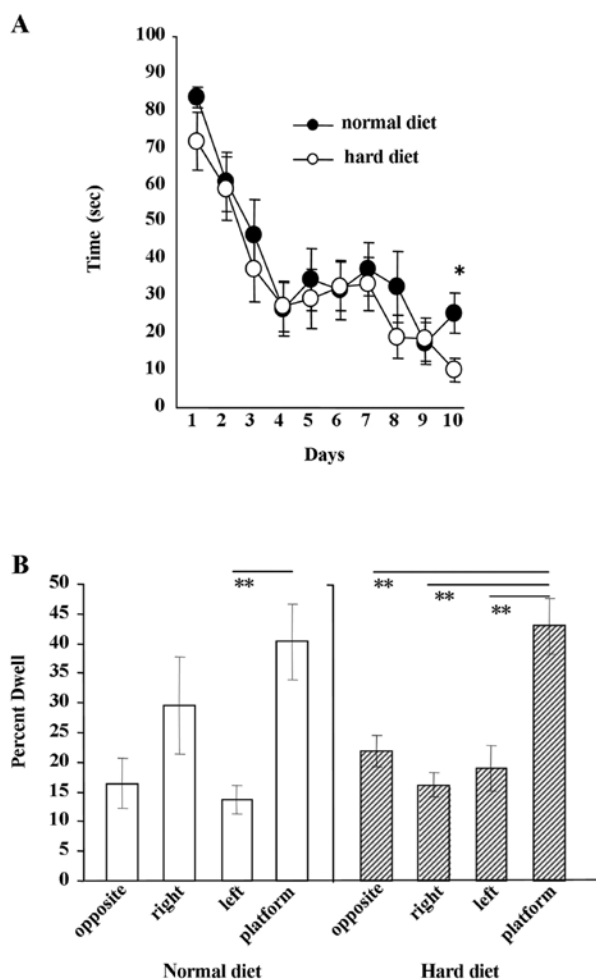 A
100
90
80
70
60
50
40
30
20
10
0
Time (sec)
normal diet
hard diet
*
1 2 3 4 5 6 7 8 9 10
Days
B
50
45
40
35
30
25
20
15
10
5
0
Percent Dwell
**
** ** **
opposite right left platform opposite right left platform
Normal diet Hard diet